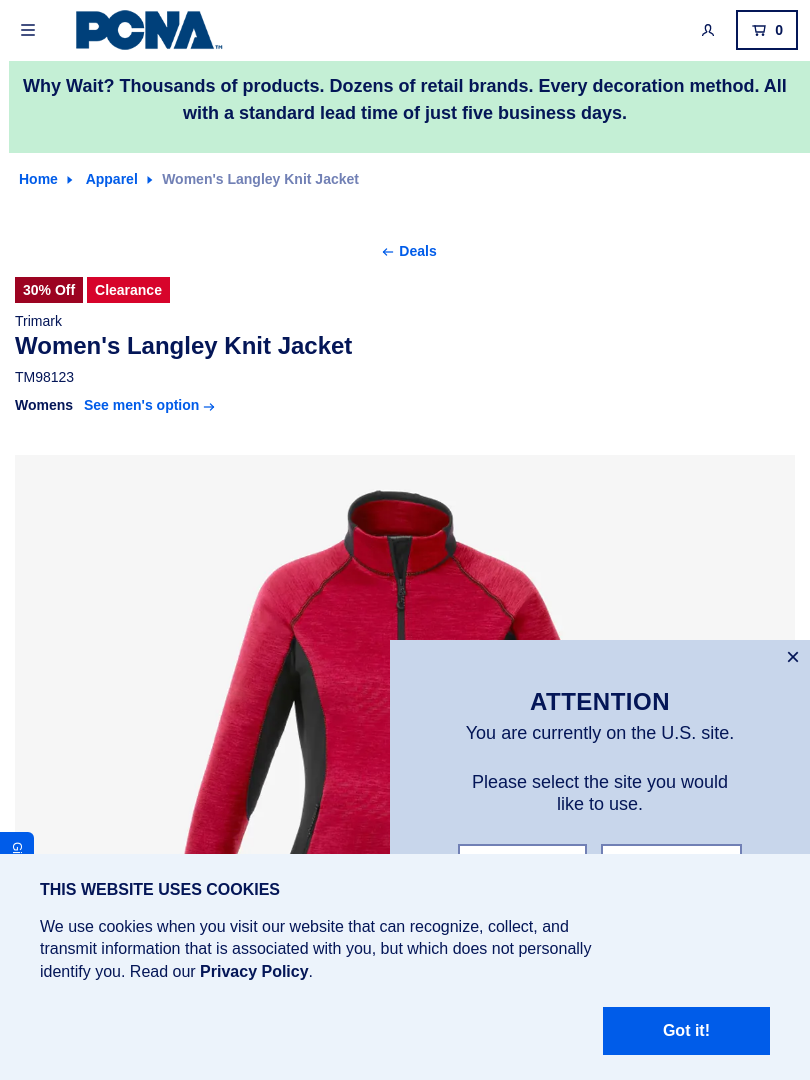 PCNA™
0
Why Wait? Thousands of products. Dozens of retail brands. Every decoration method. All
with a standard lead time of just five business days.
Home Apparel Women's Langley Knit Jacket
Deals
30% Off Clearance
Trimark
Women's Langley Knit Jacket
TM98123
Womens See men's option
ATTENTION
You are currently on the U.S. site.
Please select the site you would
like to use.
THIS WEBSITE USES COOKIES
We use cookies when you visit our website that can recognize, collect, and
transmit information that is associated with you, but which does not personally
identify you. Read our Privacy Policy.
Got it!